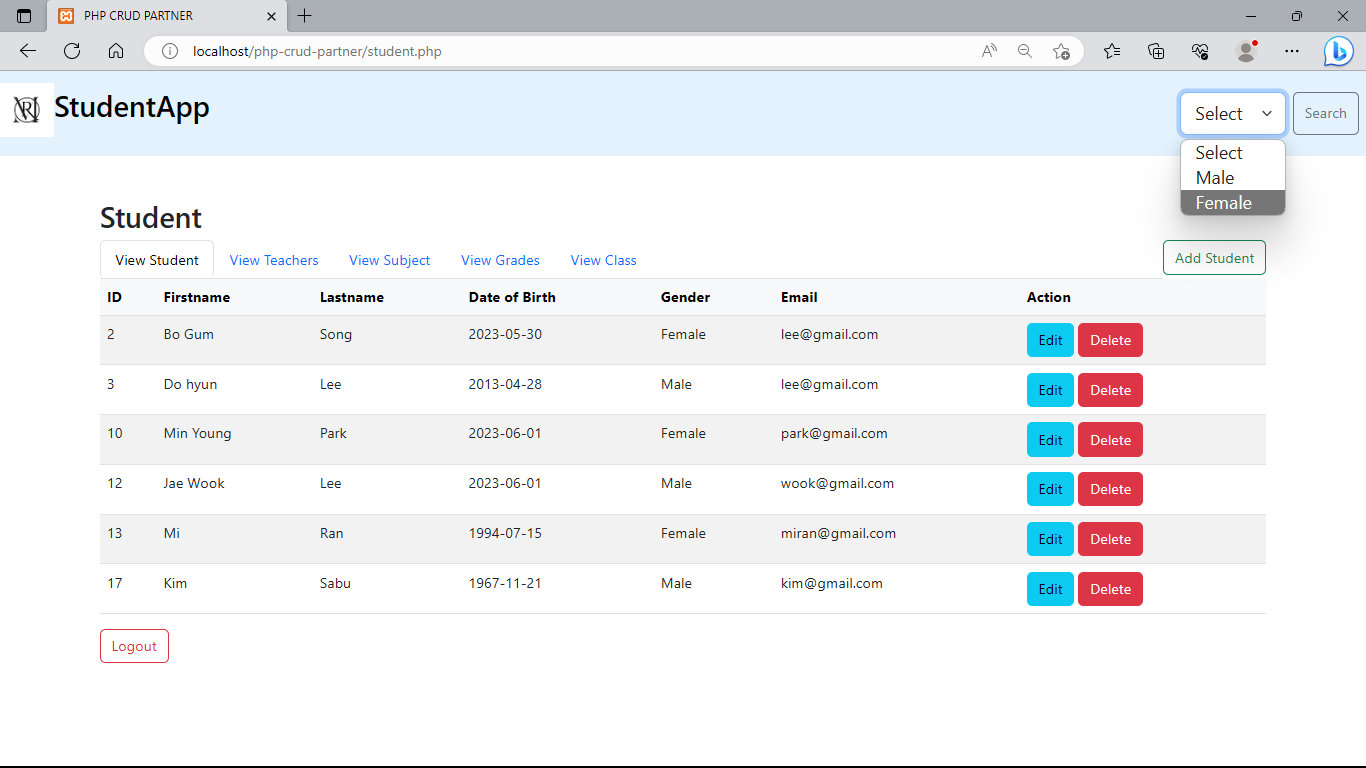 PHP CRUD PARTNER
localhost/php-crud-partner/student.php
StudentApp
Select
Search
Select
Male
Female
Student
View Student View Teachers View Subject View Grades View Class Add Student
ID Firstname Lastname Date of Birth Gender Email Action
2 Bo Gum Song 2023-05-30 Female lee@gmail.com Edit Delete
3 Do hyun Lee 2013-04-28 Male lee@gmail.com Edit Delete
10 Min Young Park 2023-06-01 Female park@gmail.com Edit Delete
12 Jae Wook Lee 2023-06-01 Male wook@gmail.com Edit Delete
13 Mi Ran 1994-07-15 Female miran@gmail.com Edit Delete
17 Kim Sabu 1967-11-21 Male kim@gmail.com Edit Delete
Logout